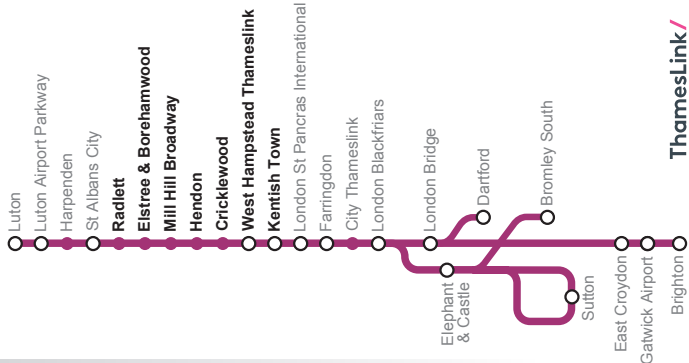 Luton
Luton Airport Parkway
Harpenden
St Albans City
Radlett
Elstree & Borehamwood
Mill Hill Broadway
Hendon
Cricklewood
West Hampstead Thameslink
Kentish Town
London St Pancras International
Farringdon
City Thameslink
London Blackfriars
London Bridge
Dartford
Bromley South
Elephant
& Castle
Sutton
East Croydon
Gatwick Airport
Brighton
ThamesLink/